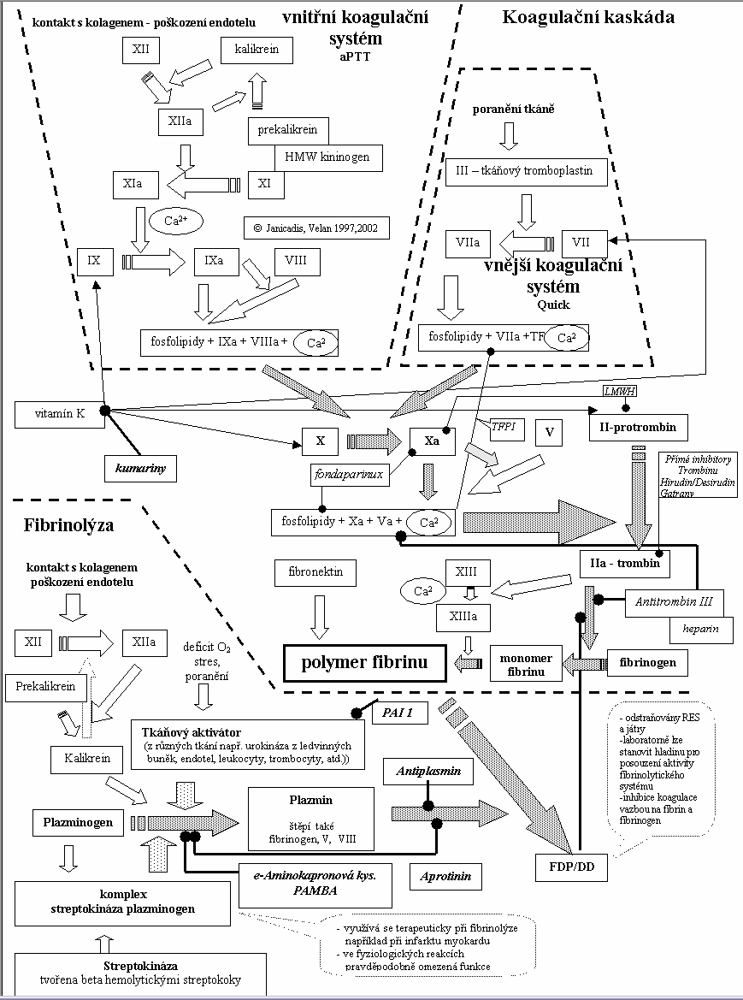 kontakt s kolagenem - poškození endotelu
vnitřní koagulační
systém
aPTT
Koagulační kaskáda
XII
kalikrein
XIIa
prekalikrein
HMW kininogen
XIa
XI
Ca²⁺
© Janicadis, Velan 1997,2002
IX
IXa
VIII
fosfolipidy + IXa + VIIIa +
Ca²
poranění tkáně
III – tkáňový tromboplastin
VIIa
VII
vnější koagulační
systém
Quick
fosfolipidy + VIIa +TF
Ca²
vitamín K
kumariny
X
Xa
LMWH
TFPI
V
II-protrombin
fondaparinux
Přímé inhibitory
Trombinu
Hirudin/Desirudin
Gatrany
fosfolipidy + Xa + Va +
Ca²
IIa - trombin
fibronektin
XIII
Ca²
XIIIa
Antitrombin III
heparin
polymer fibrinu
monomer
fibrinu
fibrinogen
Fibrinolýza
kontakt s kolagenem
poškození endotelu
XII
XIIa
deficit O₂
stres,
poranění
Prekalikrein
Kalikrein
PAI 1
Tkáňový aktivátor
(z různých tkání např. urokináza z ledvinných
buněk, endotel, leukocyty, trombocyty, atd.))
- odstraňovány RES
a játry
-laboratorně lze
stanovit hladinu pro
posouzení aktivity
fibrinolytického
systému
-inhibice koagulace
vazbou na fibrin a
fibrinogen
Antiplasmin
Plazminogen
Plazmin
štěpí také
fibrinogen, V, VIII
FDP/DD
e-Aminokapronová kys.
PAMBA
Aprotinin
komplex
streptokináza plazminogen
- využívá se terapeuticky při fibrinolýze
například při infarktu myokardu
- ve fyziologických reakcích
pravděpodobně omezená funkce
Streptokináza
tvořena beta hemolytickými streptokoky